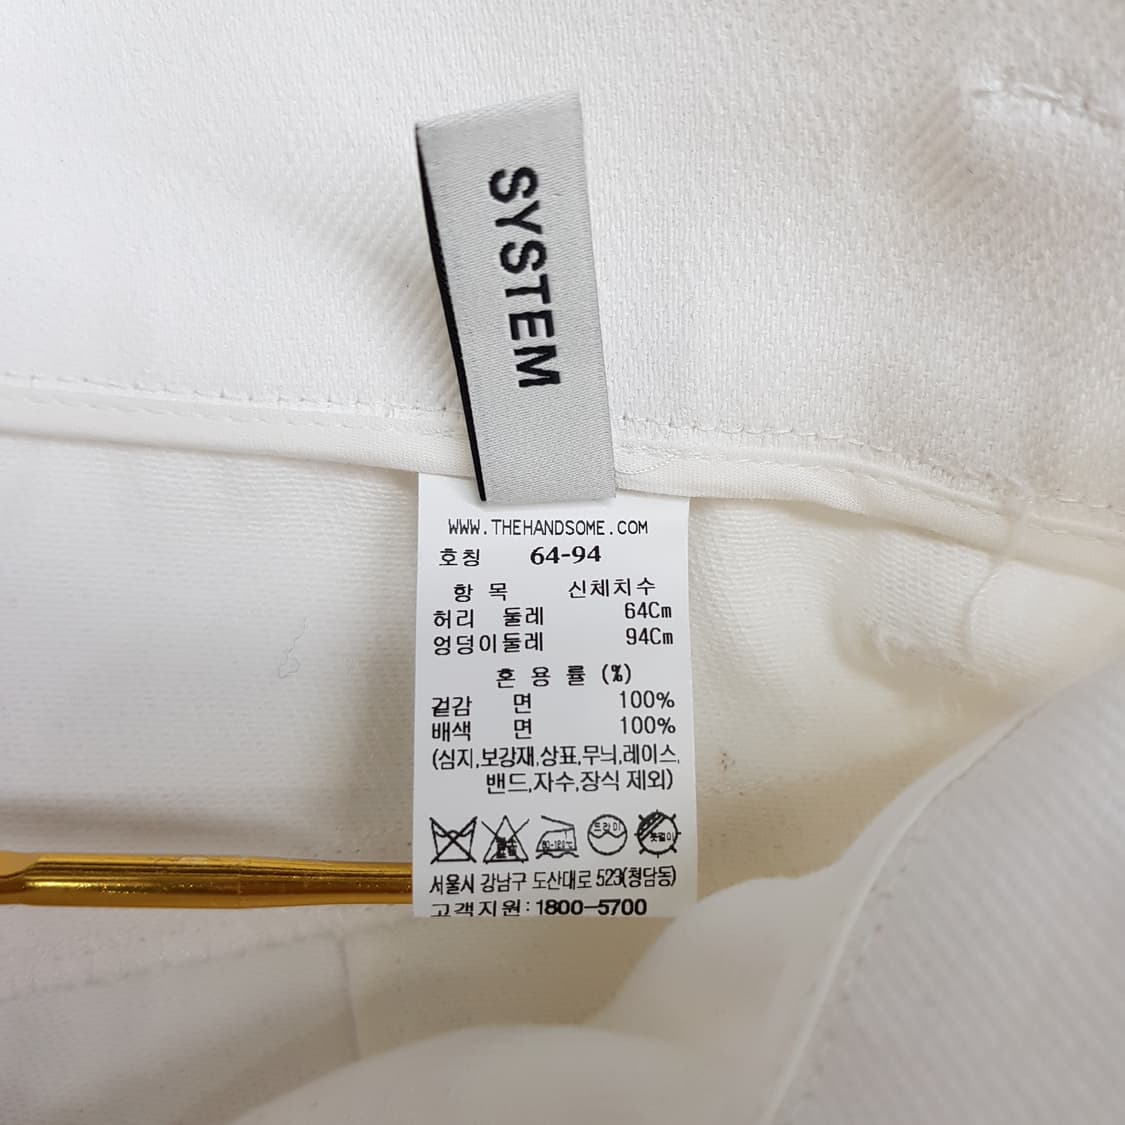 SYSTEM
WWW.THEHANDSOME.COM
호칭 64-94
항 목 신체치수
허리 둘레 64Cm
엉덩이둘레 94Cm
혼 용 률 (%)
겉감 면 100%
배색 면 100%
(심지,보강재,상표,무늬,레이스,
밴드,자수,장식 제외)
드라이
서울시 강남구 도산대로 523(청담동)
고객지원:1800-5700